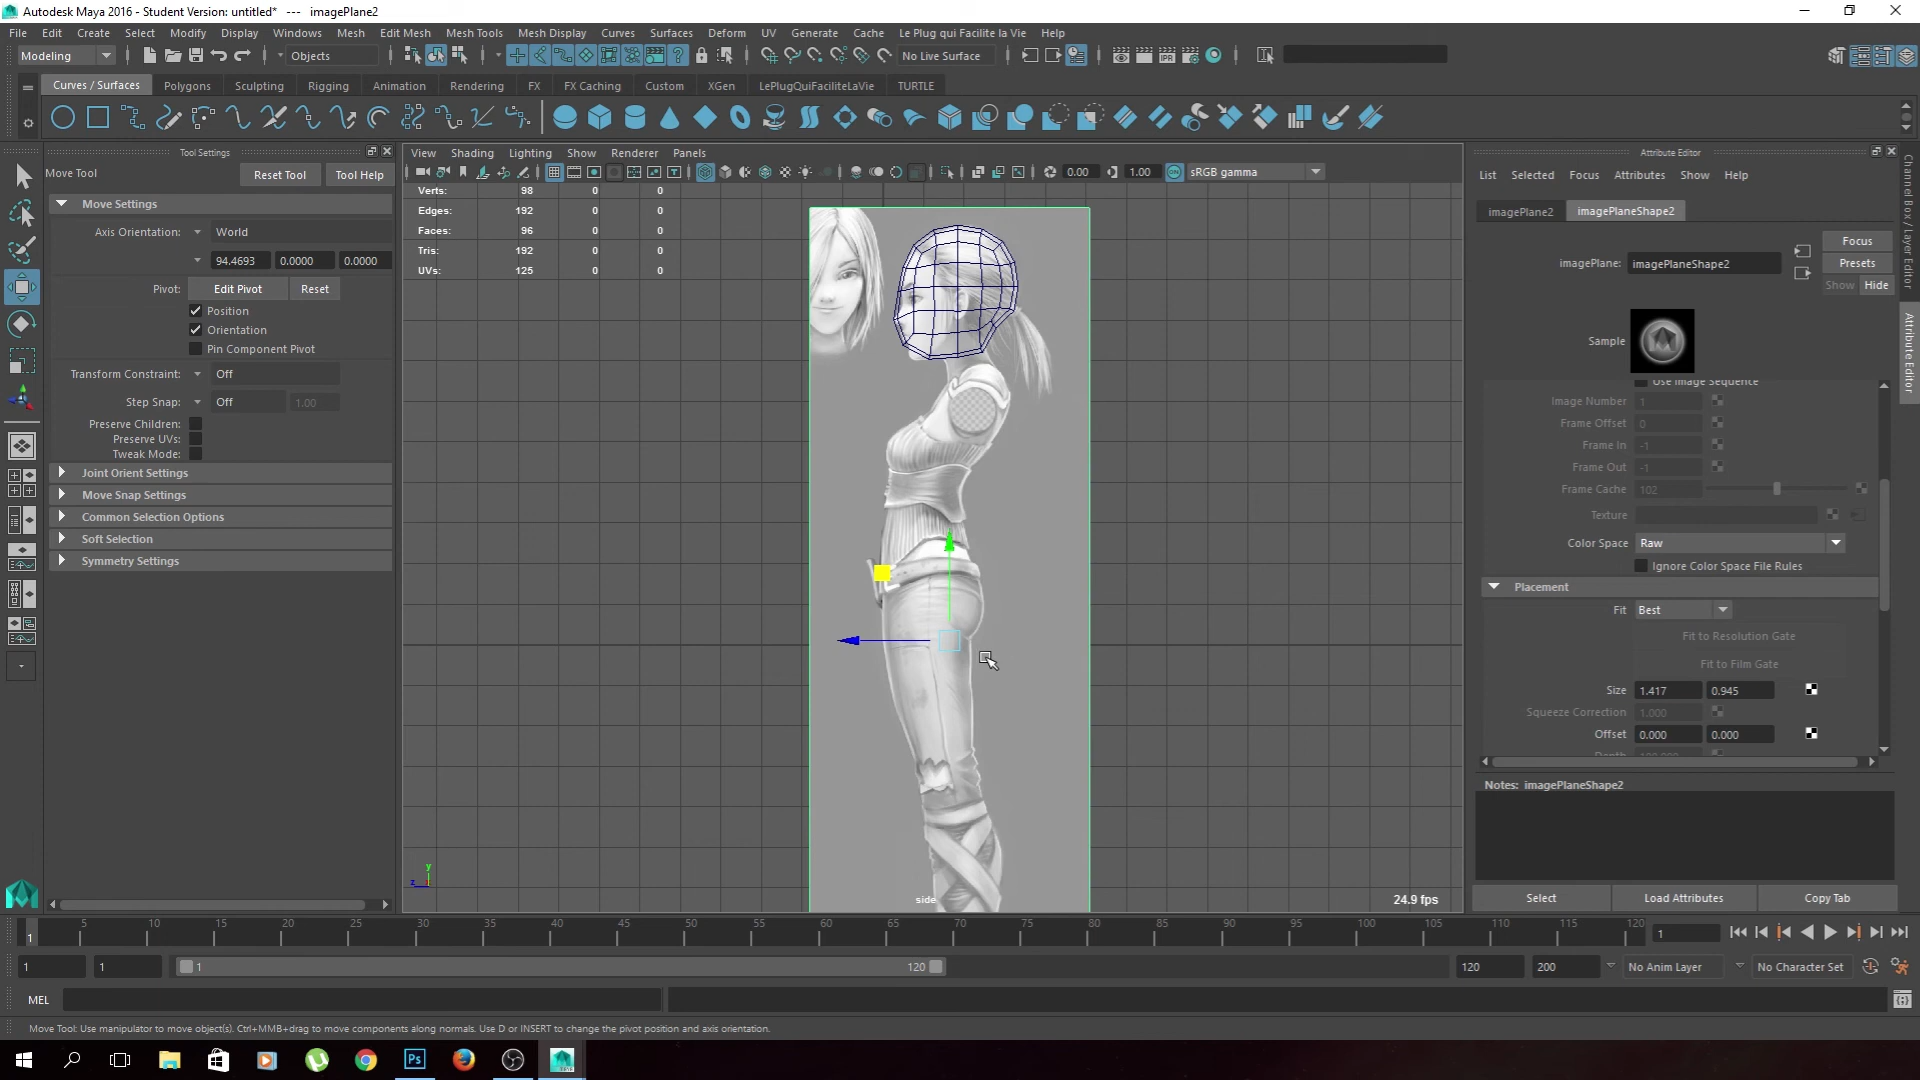 Autodesk Maya 2016 - Student Version: untitled*   ---   imagePlane2
File Edit Create Select Modify Display Windows Mesh Edit Mesh Mesh Tools Mesh Display Curves Surfaces Deform UV Generate Cache Le Plug qui Facilite la Vie Help
Modeling Objects No Live Surface IPR
Curves / Surfaces Polygons Sculpting Rigging Animation Rendering FX FX Caching Custom XGen LePlugQuiFaciliteLaVie TURTLE
Tool Settings
Move Tool Reset Tool Tool Help
Move Settings
Axis Orientation: World
94.4693 0.0000 0.0000
Pivot: Edit Pivot Reset
Position
Orientation
Pin Component Pivot
Transform Constraint: Off
Step Snap: Off 1.00
Preserve Children:
Preserve UVs:
Tweak Mode:
Joint Orient Settings
Move Snap Settings
Common Selection Options
Soft Selection
Symmetry Settings
View Shading Lighting Show Renderer Panels
0.00 1.00 sRGB gamma
Verts: 98 0 0
Edges: 192 0 0
Faces: 96 0 0
Tris: 192 0 0
UVs: 125 0 0
y
z
side
24.9 fps
Attribute Editor
List Selected Focus Attributes Show Help
imagePlane2 imagePlaneShape2
Focus
imagePlane: imagePlaneShape2
Presets
Show Hide
Sample
Use Image Sequence
Image Number 1
Frame Offset 0
Frame In -1
Frame Out -1
Frame Cache 102
Texture
Color Space Raw
Ignore Color Space File Rules
Placement
Fit Best
Fit to Resolution Gate
Fit to Film Gate
Size 1.417 0.945
Squeeze Correction 1.000
Offset 0.000 0.000
Depth 100.000
Notes: imagePlaneShape2
Select Load Attributes Copy Tab
Channel Box / Layer Editor
Attribute Editor
1 5 10 15 20 25 30 35 40 45 50 55 60 65 70 75 80 85 90 95 100 105 110 115 120 1
1 1 1 120 120 200 No Anim Layer No Character Set
MEL
Move Tool: Use manipulator to move object(s). Ctrl+MMB+drag to move components along normals. Use D or INSERT to change the pivot position and axis orientation.
Ps